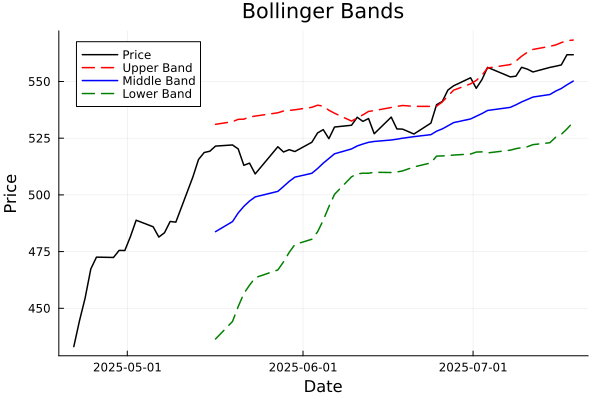 Bollinger Bands
Price
Upper Band
Middle Band
Lower Band
550
525
500
475
450
Price
2025-05-01
2025-06-01
2025-07-01
Date